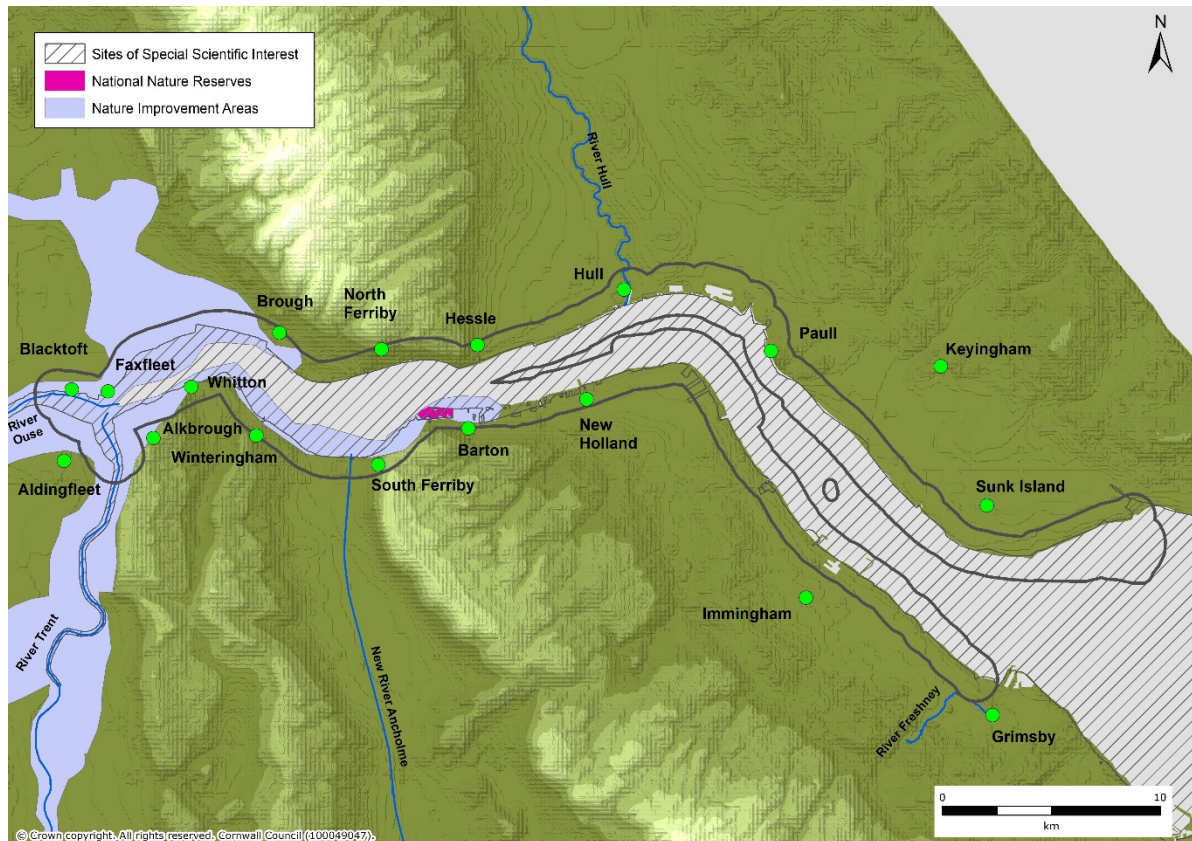 N
Sites of Special Scientific Interest
National Nature Reserves
Nature Improvement Areas
River Hull
Hull
Brough
North
Ferriby
Hessle
Paull
Keyingham
Blacktoft
Faxfleet
Whitton
River
Ouse
Alkbrough
Winteringham
Aldingfleet
South Ferriby
Barton
New
Holland
Sunk Island
Immingham
River Trent
New River Ancholme
River Freshney
Grimsby
0
10
km
© Crown copyright. All rights reserved. Cornwall Council (100049047).